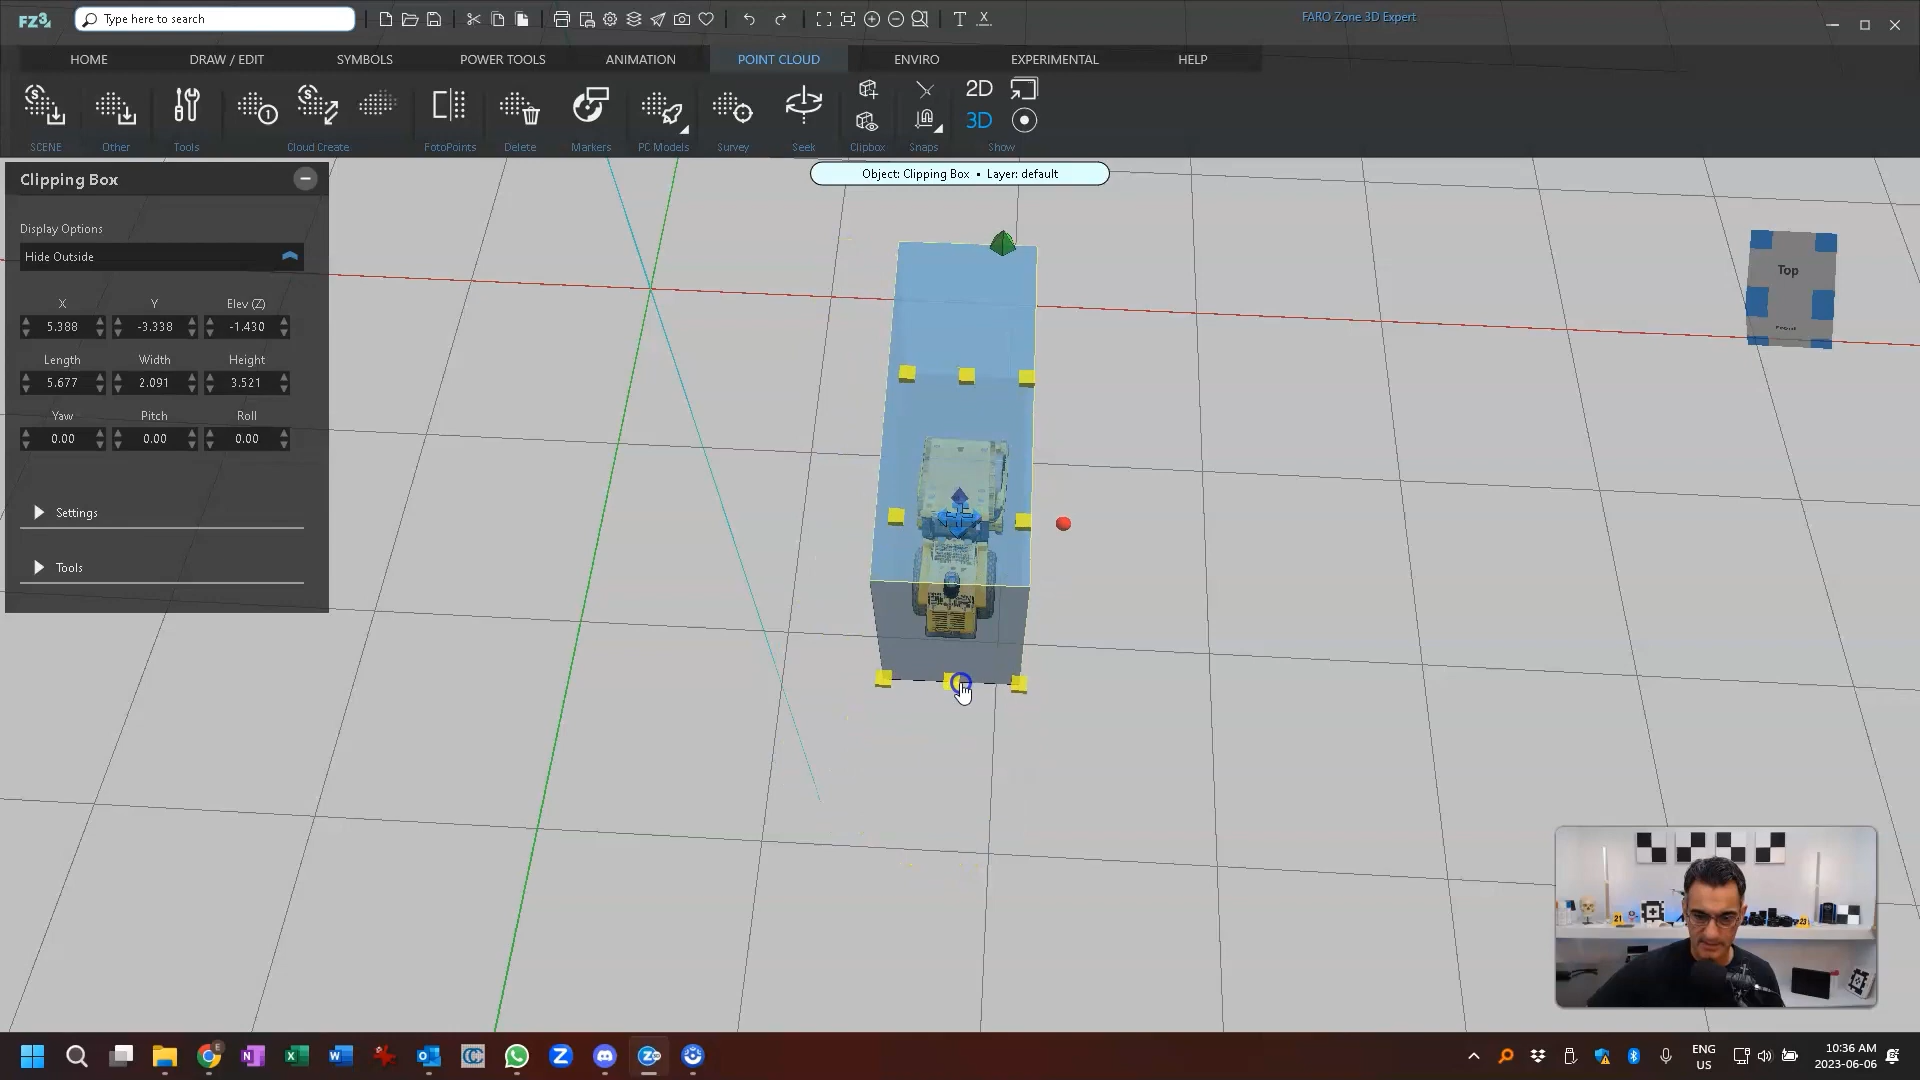 FZ3
Type here to search
FARO Zone 3D Expert
HOME
DRAW / EDIT
SYMBOLS
POWER TOOLS
ANIMATION
POINT CLOUD
ENVIRO
EXPERIMENTAL
HELP
2D
3D
SCENE
Other
Tools
Cloud Create
FotoPoints
Delete
Markers
PC Models
Survey
Seek
Clipbox
Snaps
Show
Clipping Box
Object: Clipping Box • Layer: default
Display Options
Hide Outside
X Y Elev (Z)
5.388 -3.338 -1.430
Length Width Height
5.677 2.091 3.521
Yaw Pitch Roll
0.00 0.00 0.00
Settings
Tools
Top
21
23
ENG
US
10:36 AM
2023-06-06